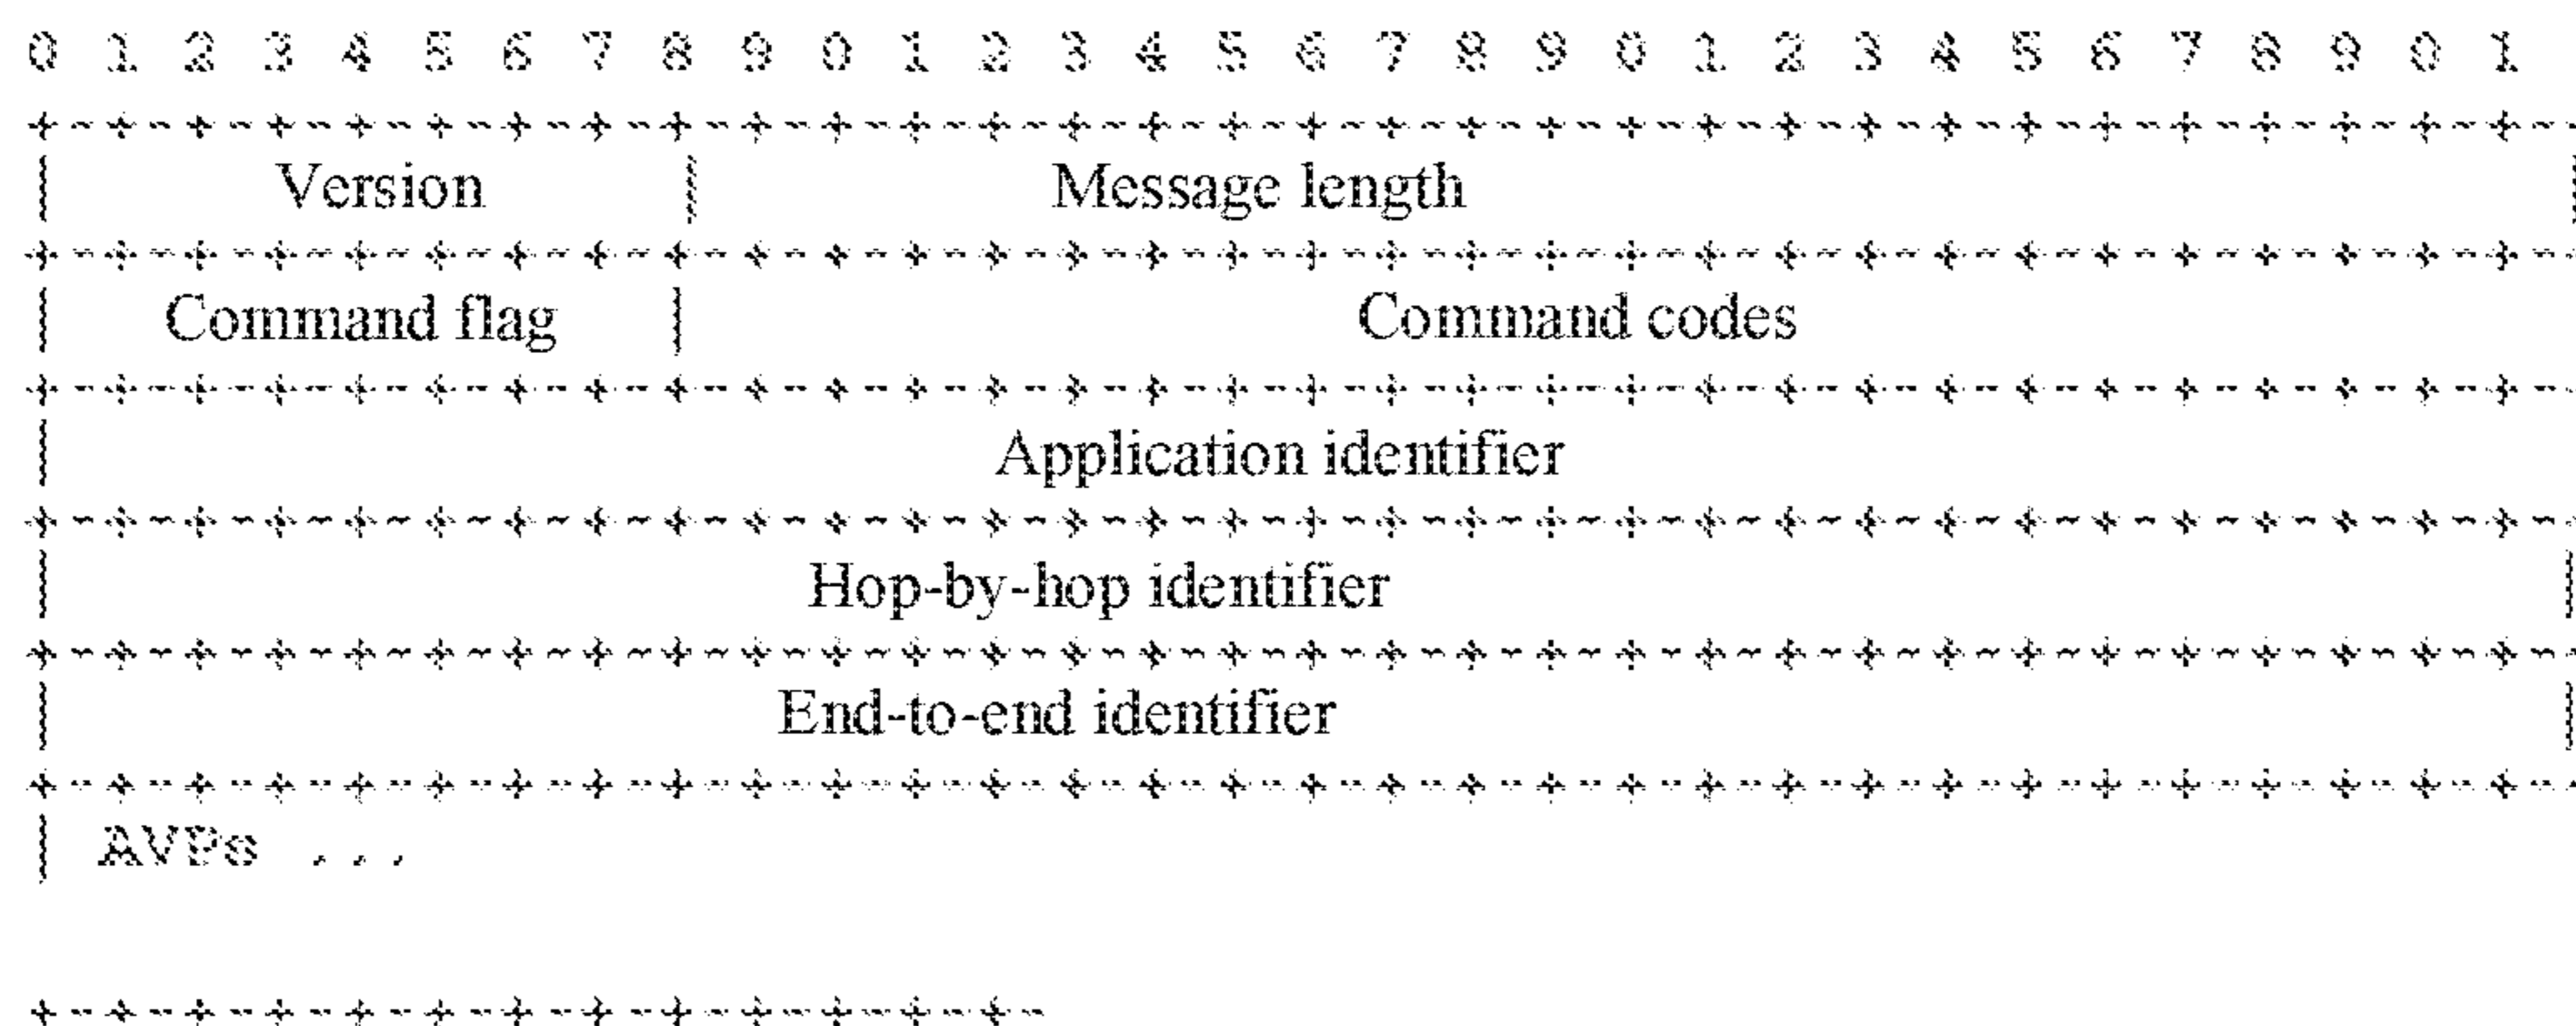 0 1 2 3 4 5 6 7 8 9 0 1 2 3 4 5 6 7 8 9 0 1 2 3 4 5 6 7 8 9 0 1
+-+-+-+-+-+-+-+-+-+-+-+-+-+-+-+-+-+-+-+-+-+-+-+-+-+-+-+-+-+-+-+-
| Version | Message length |
+-+-+-+-+-+-+-+-+-+-+-+-+-+-+-+-+-+-+-+-+-+-+-+-+-+-+-+-+-+-+-+-
| Command flag | Command codes
+-+-+-+-+-+-+-+-+-+-+-+-+-+-+-+-+-+-+-+-+-+-+-+-+-+-+-+-+-+-+-+-
| Application identifier
+-+-+-+-+-+-+-+-+-+-+-+-+-+-+-+-+-+-+-+-+-+-+-+-+-+-+-+-+-+-+-+-
| Hop-by-hop identifier |
+-+-+-+-+-+-+-+-+-+-+-+-+-+-+-+-+-+-+-+-+-+-+-+-+-+-+-+-+-+-+-+-
| End-to-end identifier |
+-+-+-+-+-+-+-+-+-+-+-+-+-+-+-+-+-+-+-+-+-+-+-+-+-+-+-+-+-+-+-+-
| AVPs ...
+-+-+-+-+-+-+-+-+-+-+-+-+-